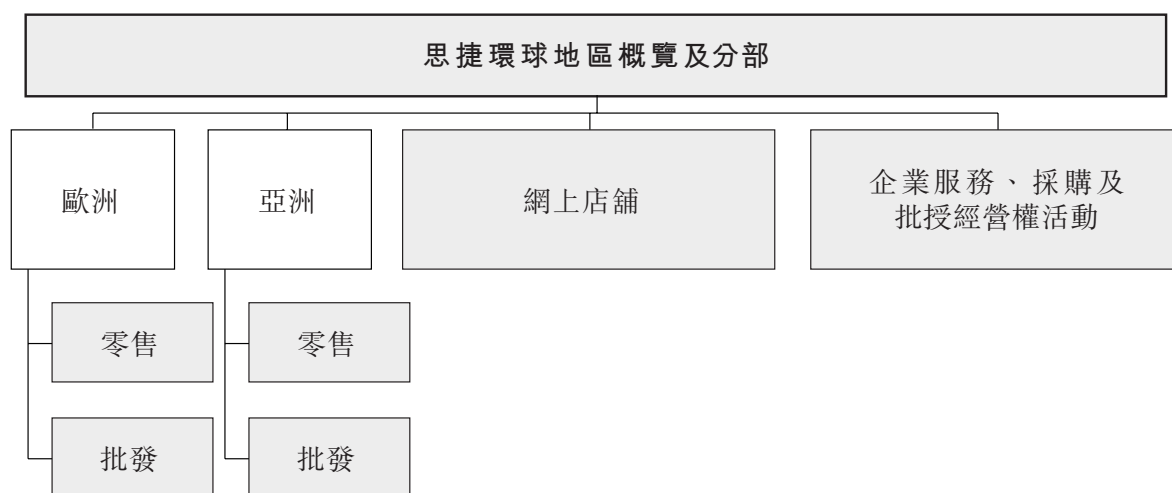 思捷環球地區概覽及分部
歐洲
亞洲
網上店舖
企業服務、採購及
批授經營權活動
零售
零售
批發
批發